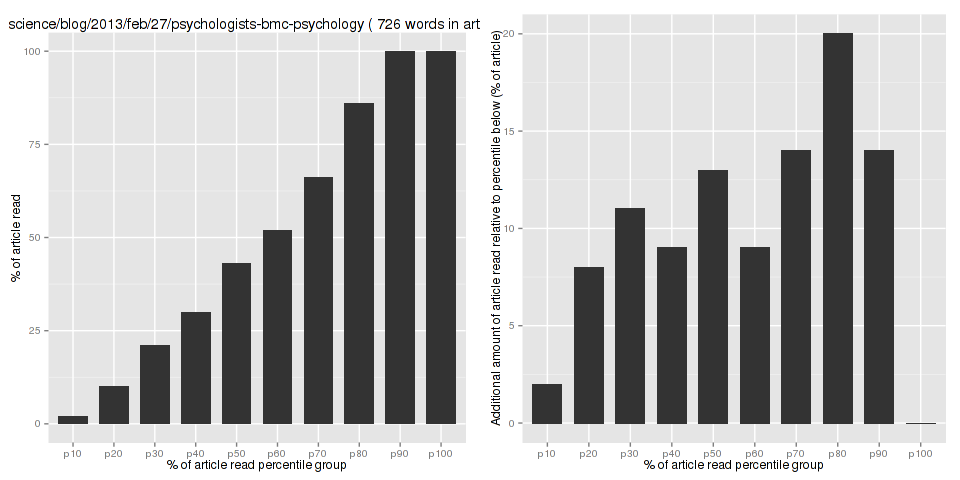 science/blog/2013/feb/27/psychologists-bmc-psychology ( 726 words in art
% of article read
100
75
50
25
0
p10 p20 p30 p40 p50 p60 p70 p80 p90 p100
% of article read percentile group
Additional amount of article read relative to percentile below (% of article)
20
15
10
5
0
p10 p20 p30 p40 p50 p60 p70 p80 p90 p100
% of article read percentile group